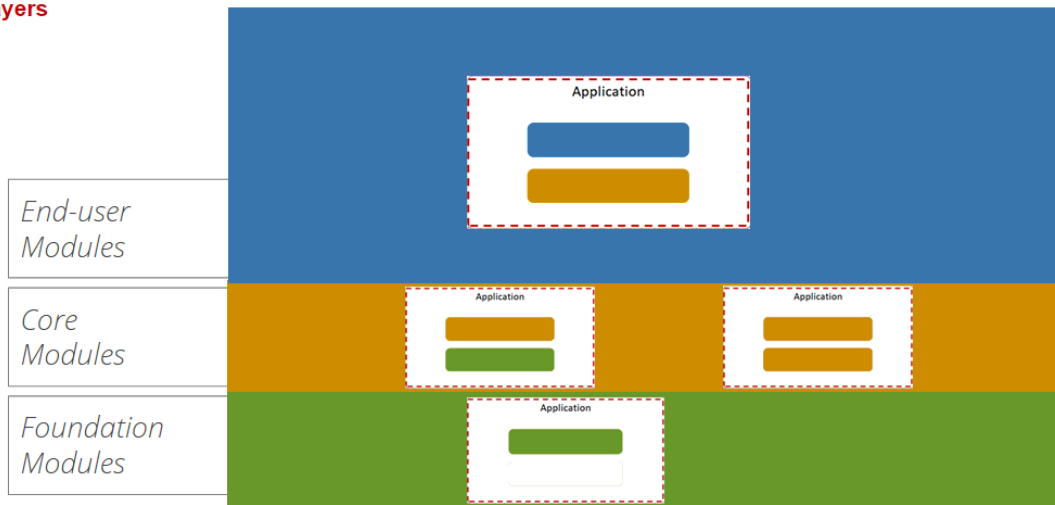 yers
Application
End-user
Modules
Application
Application
Core
Modules
Application
Foundation
Modules